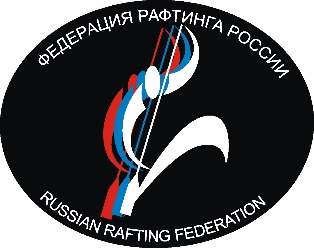 ФЕДЕРАЦИЯ РАФТИНГА РОССИИ
RUSSIAN RAFTING FEDERATION